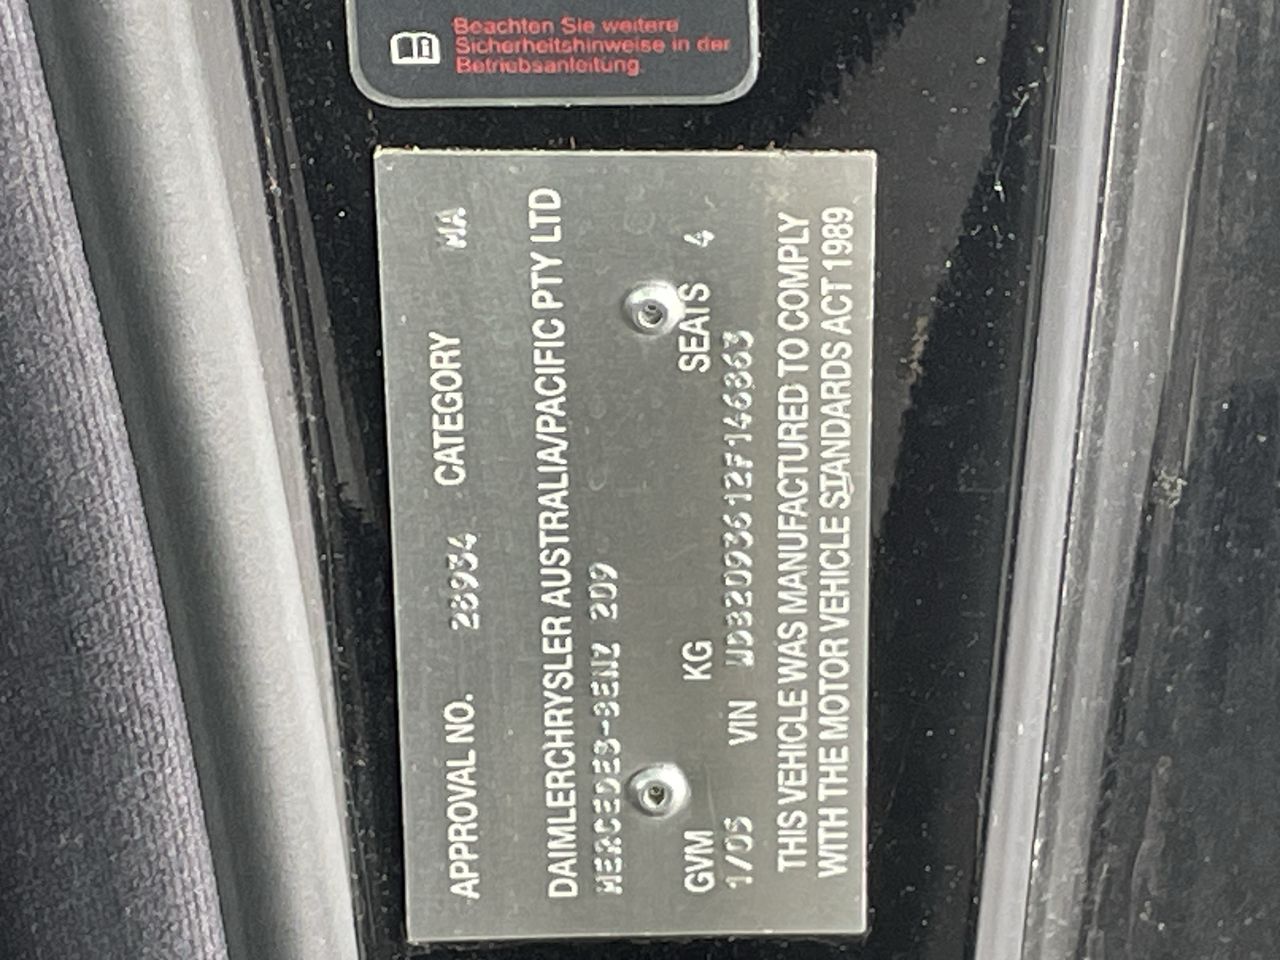 Beachten Sie weitere
Sicherheitshinweise in der
Betriebsanleitung.
APPROVAL NO. 28934 CATEGORY MA
DAIMLERCHRYSLER AUSTRALIA/PACIFIC PTY LTD
MERCEDES-BENZ 209
GVM KG SEATS 4
1/05 VIN WDB2093612F146863
THIS VEHICLE WAS MANUFACTURED TO COMPLY
WITH THE MOTOR VEHICLE STANDARDS ACT 1989